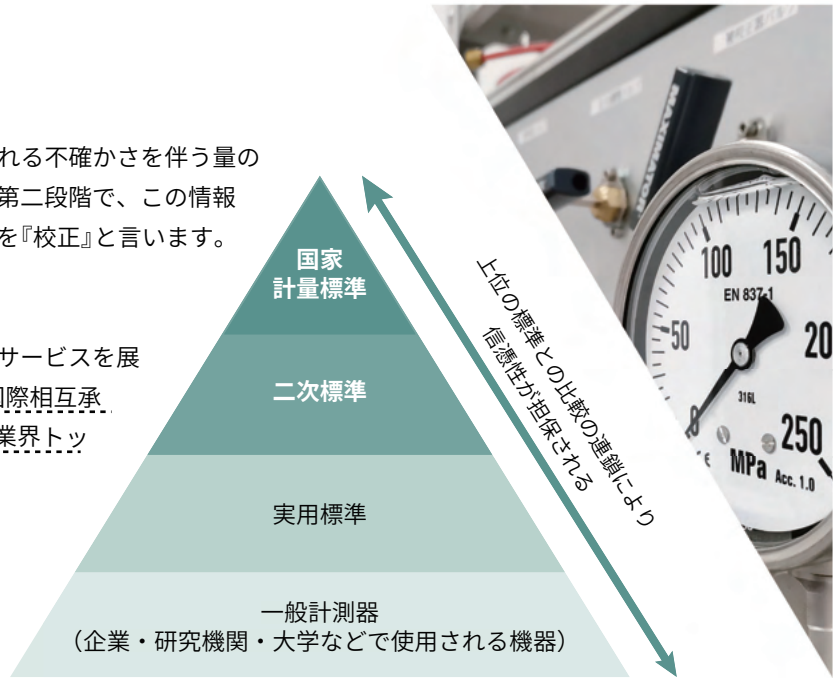 れる不確かさを伴う量の
第二段階で、この情報
を『校正』と言います。
サービスを展
国際相互承
業界トッ
国家
計量標準
二次標準
実用標準
一般計測器
（企業・研究機関・大学などで使用される機器）
上位の標準との比較の連鎖により
信憑性が担保される
MAXIMATOR
100
150
EN 837-1
50
20
316L
0
250
MPa
Acc. 1.0